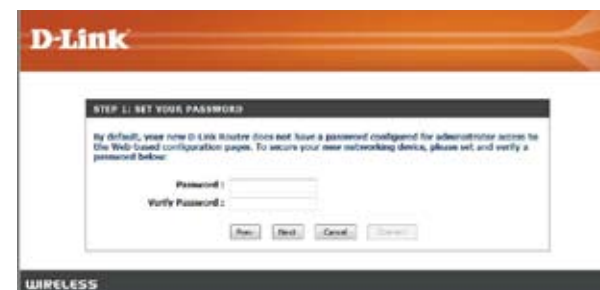 D-Link
STEP 1: SET YOUR PASSWORD
By default, your new D-Link Router does not have a password configured for administrator access to
the Web-based configuration pages. To secure your new networking device, please set and verify a
password below:
Password :
Verify Password :
Prev Next Cancel Connect
WIRELESS